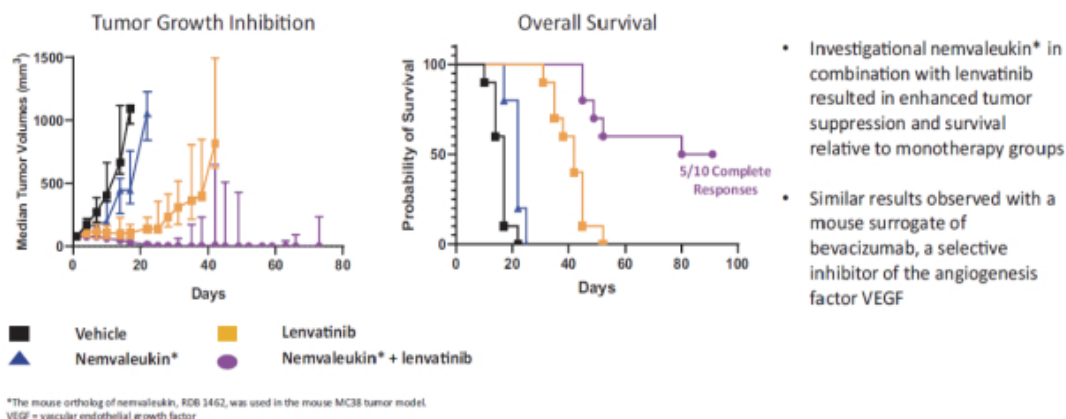 Tumor Growth Inhibition
Median Tumor Volumes (mm³)
1500
1000
500
0
0
20
40
60
80
Days
Overall Survival
Probability of Survival
100
50
0
0
20
40
60
80
100
Days
5/10 Complete
Responses
• Investigational nemvaleukin* in
combination with lenvatinib
resulted in enhanced tumor
suppression and survival
relative to monotherapy groups
• Similar results observed with a
mouse surrogate of
bevacizumab, a selective
inhibitor of the angiogenesis
factor VEGF
Vehicle
Lenvatinib
Nemvaleukin*
Nemvaleukin* + lenvatinib
*The mouse ortholog of nemvaleukin, RDB 1462, was used in the mouse MC38 tumor model.
VEGF = vascular endothelial growth factor